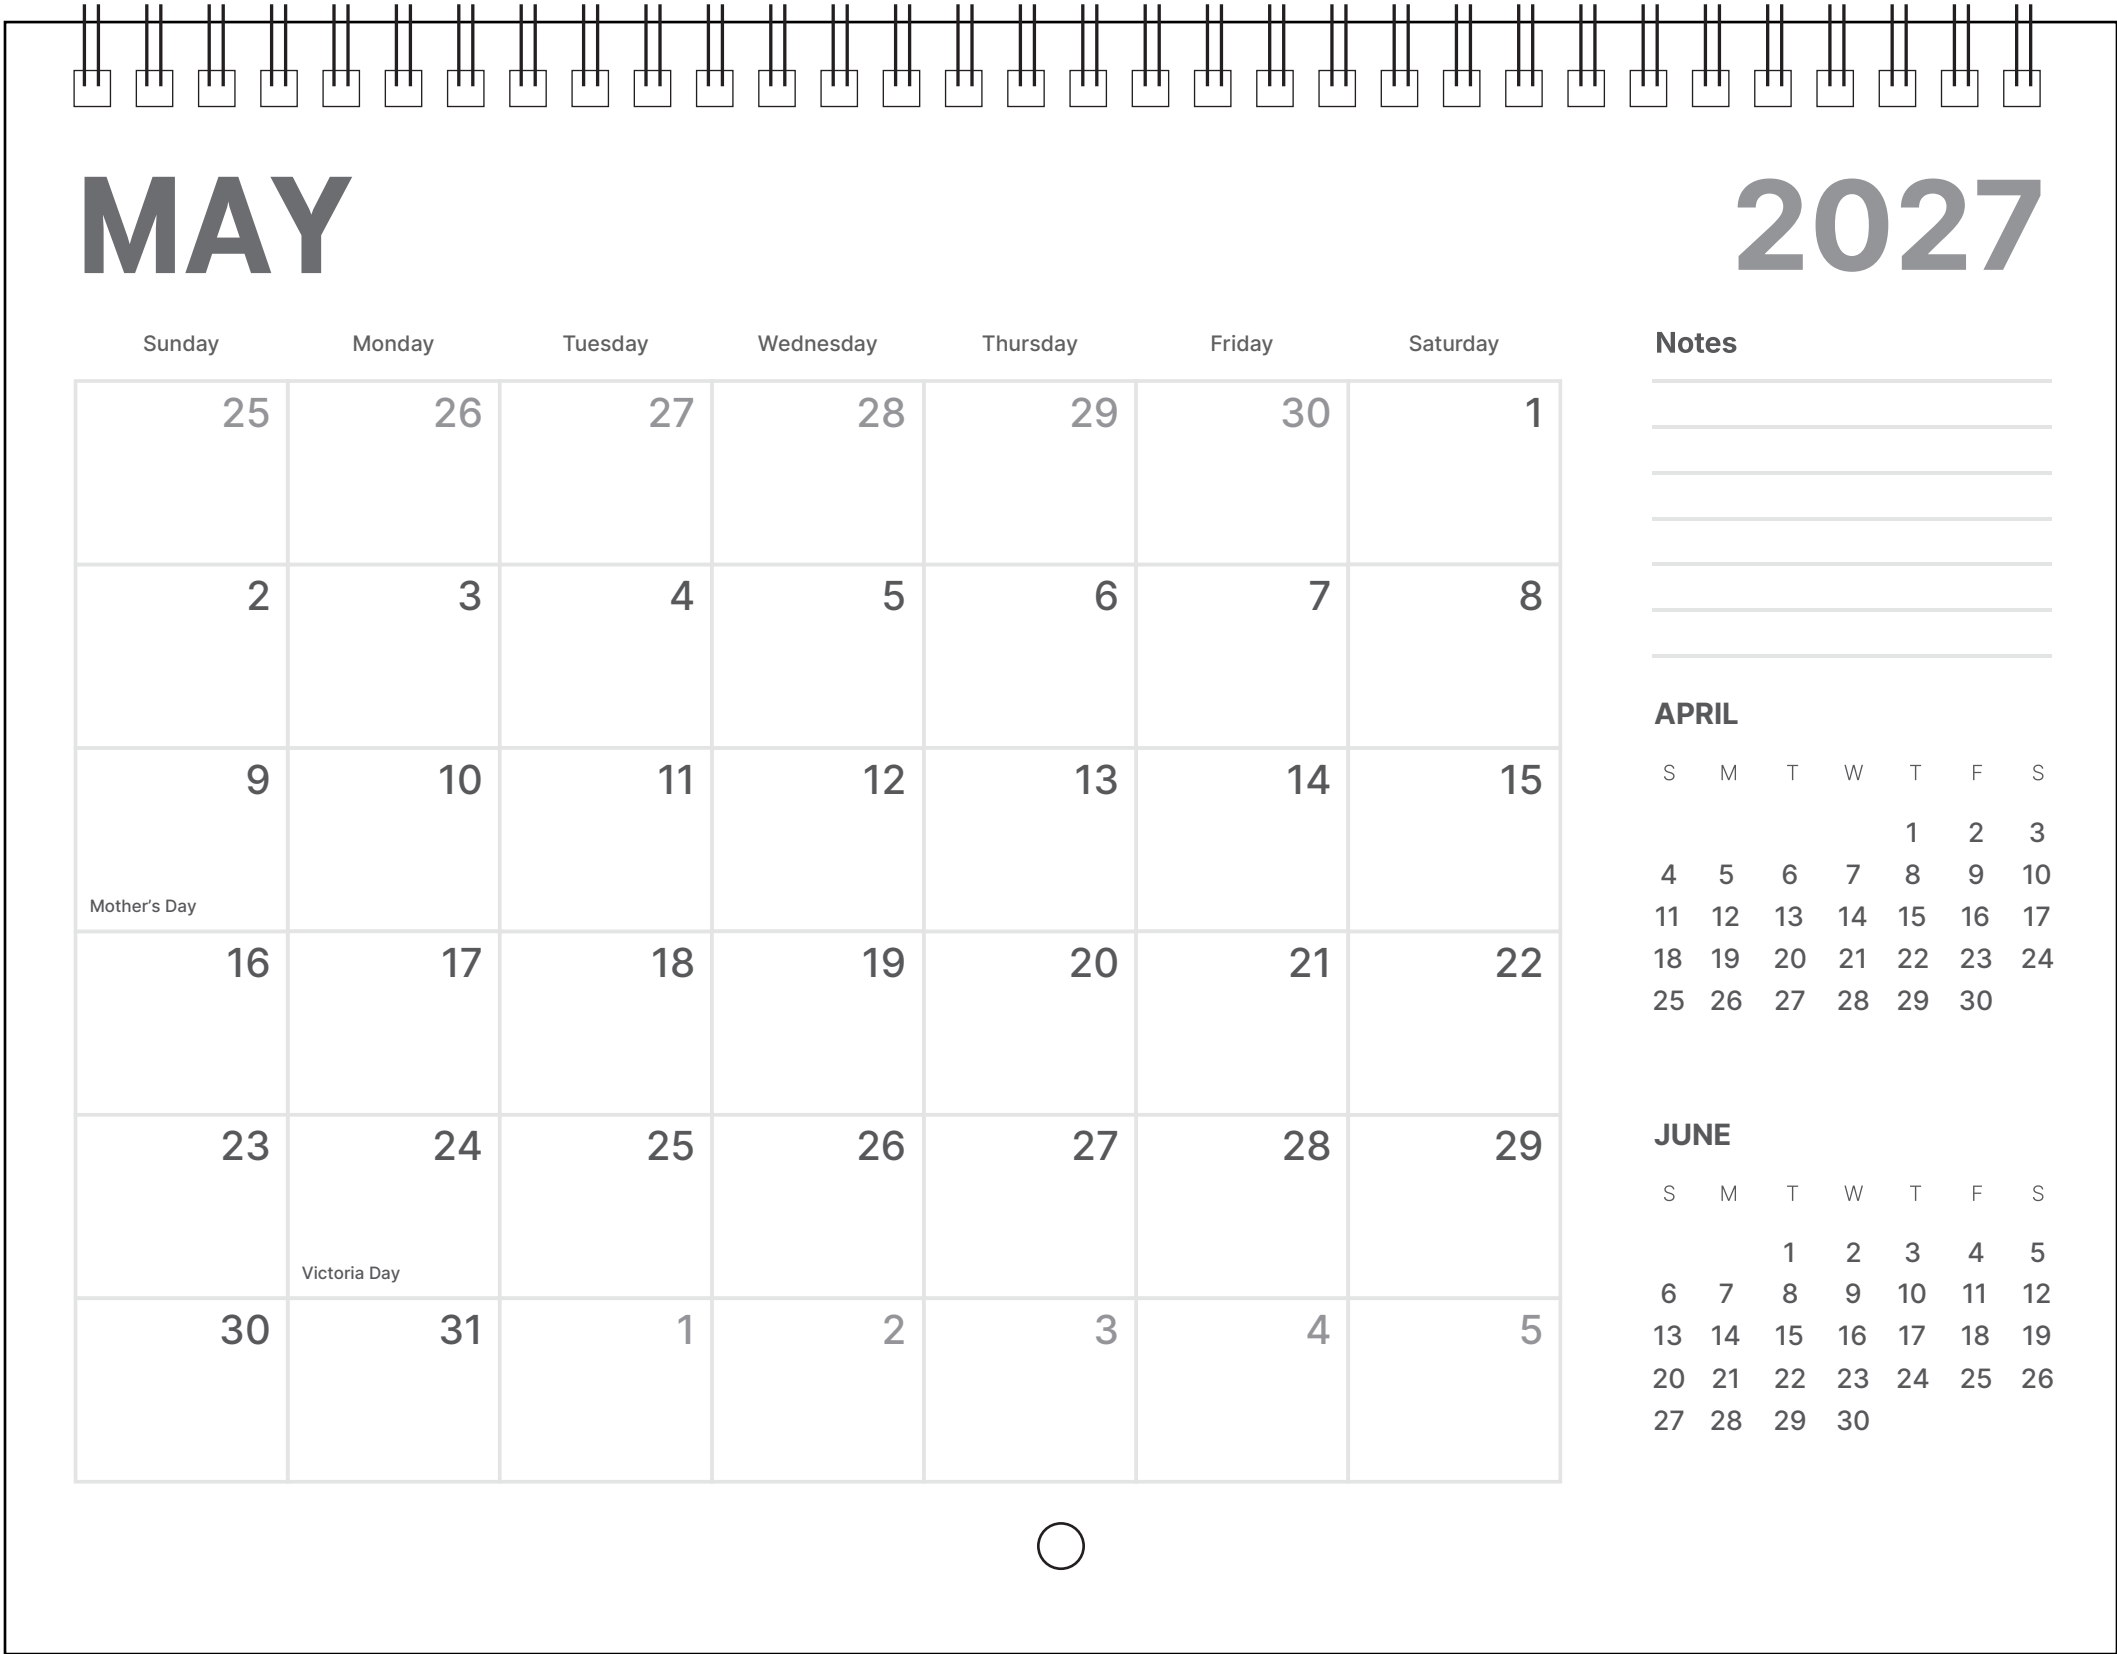 MAY 2027
Sunday Monday Tuesday Wednesday Thursday Friday Saturday
25 26 27 28 29 30 1
2 3 4 5 6 7 8
9 10 11 12 13 14 15
Mother’s Day
16 17 18 19 20 21 22
23 24 25 26 27 28 29
Victoria Day
30 31 1 2 3 4 5
Notes
APRIL
S M T W T F S
1 2 3
4 5 6 7 8 9 10
11 12 13 14 15 16 17
18 19 20 21 22 23 24
25 26 27 28 29 30
JUNE
S M T W T F S
1 2 3 4 5
6 7 8 9 10 11 12
13 14 15 16 17 18 19
20 21 22 23 24 25 26
27 28 29 30